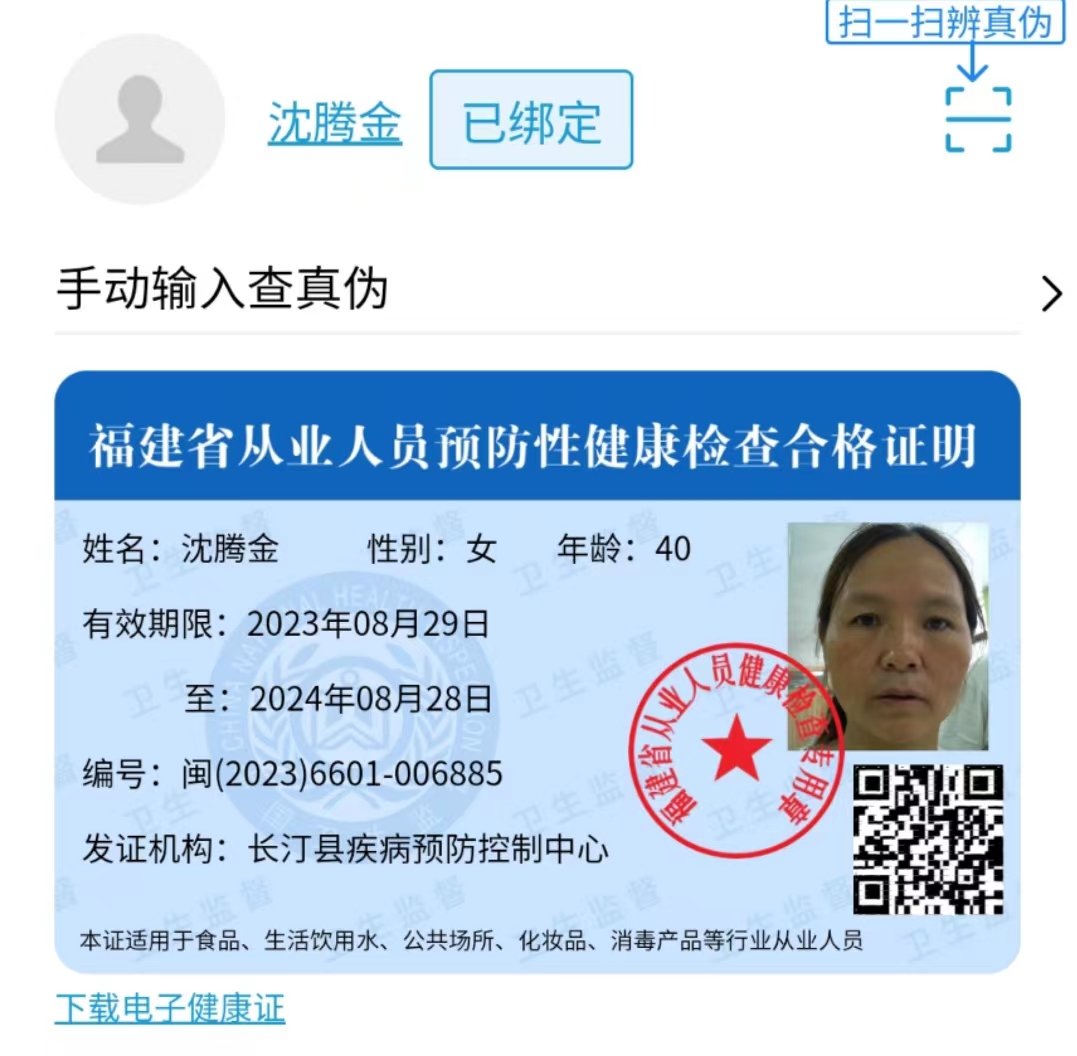 扫一扫辨真伪
沈腾金 已绑定
手动输入查真伪
福建省从业人员预防性健康检查合格证明
姓名：沈腾金 性别：女 年龄：40
有效期限：2023年08月29日
至：2024年08月28日
编号：闽(2023)6601-006885
发证机构：长汀县疾病预防控制中心
福建省从业人员健康检查专用章
本证适用于食品、生活饮用水、公共场所、化妆品、消毒产品等行业从业人员
下载电子健康证
卫生监督